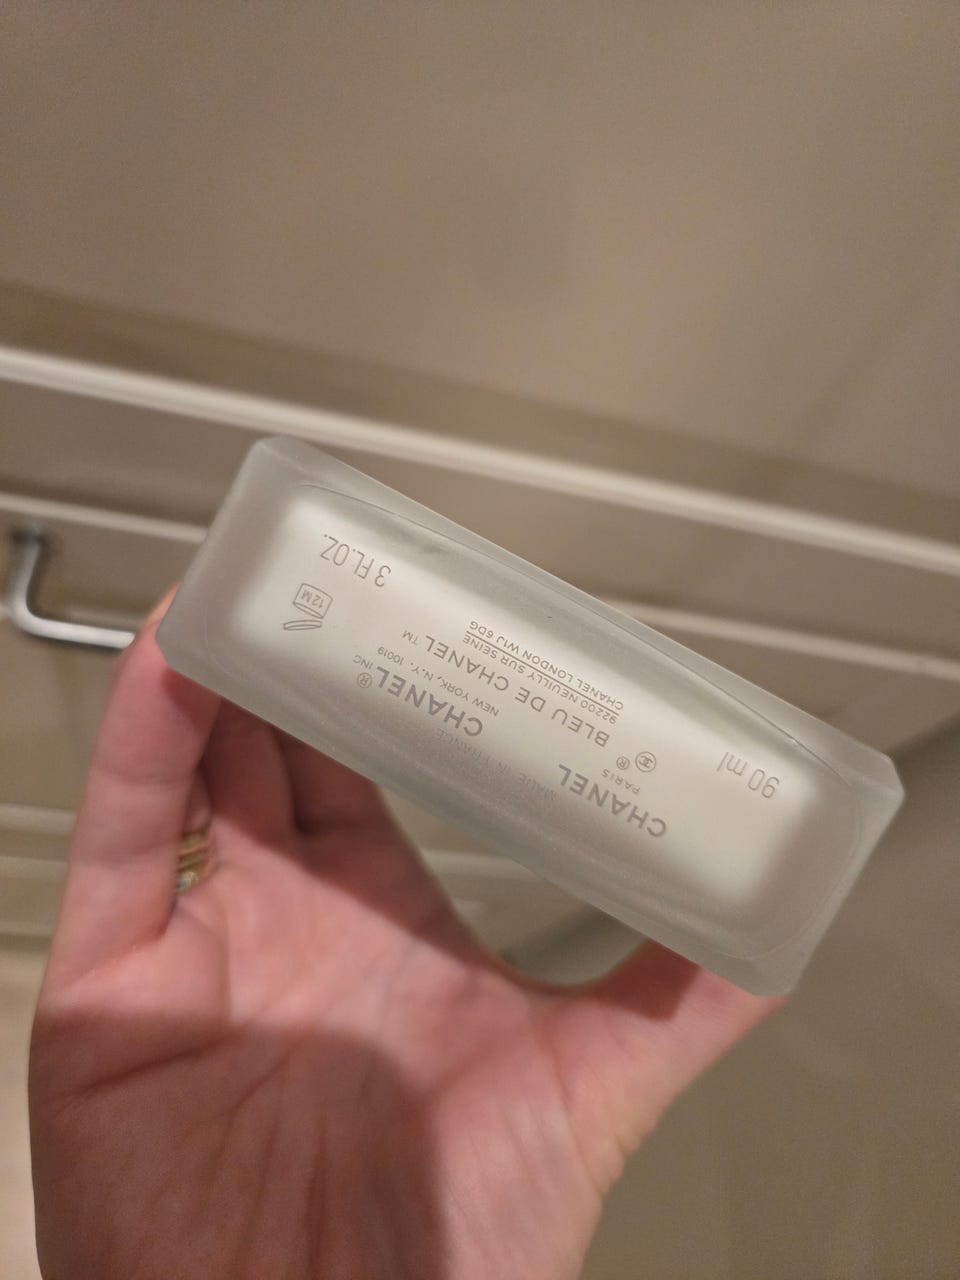 CHANEL CHANEL® INC
PARIS NEW YORK, N.Y. 10019
MADE IN FRANCE
® BLEU DE CHANEL ™
92200 NEUILLY SUR SEINE
CHANEL LONDON W1J 6DG
90 ml
3 FL.OZ.
12M